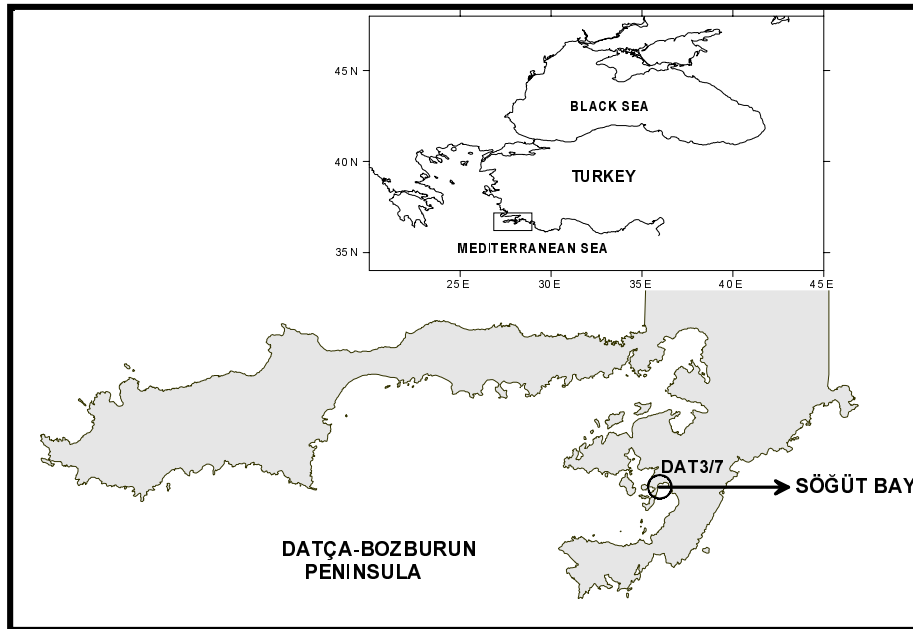 45 N
BLACK SEA
40 N
TURKEY
MEDITERRANEAN SEA
35 N
25 E
30 E
35 E
40 E
45 E
DAT3/7
SÖĞÜT BAY
DATÇA-BOZBURUN
PENINSULA